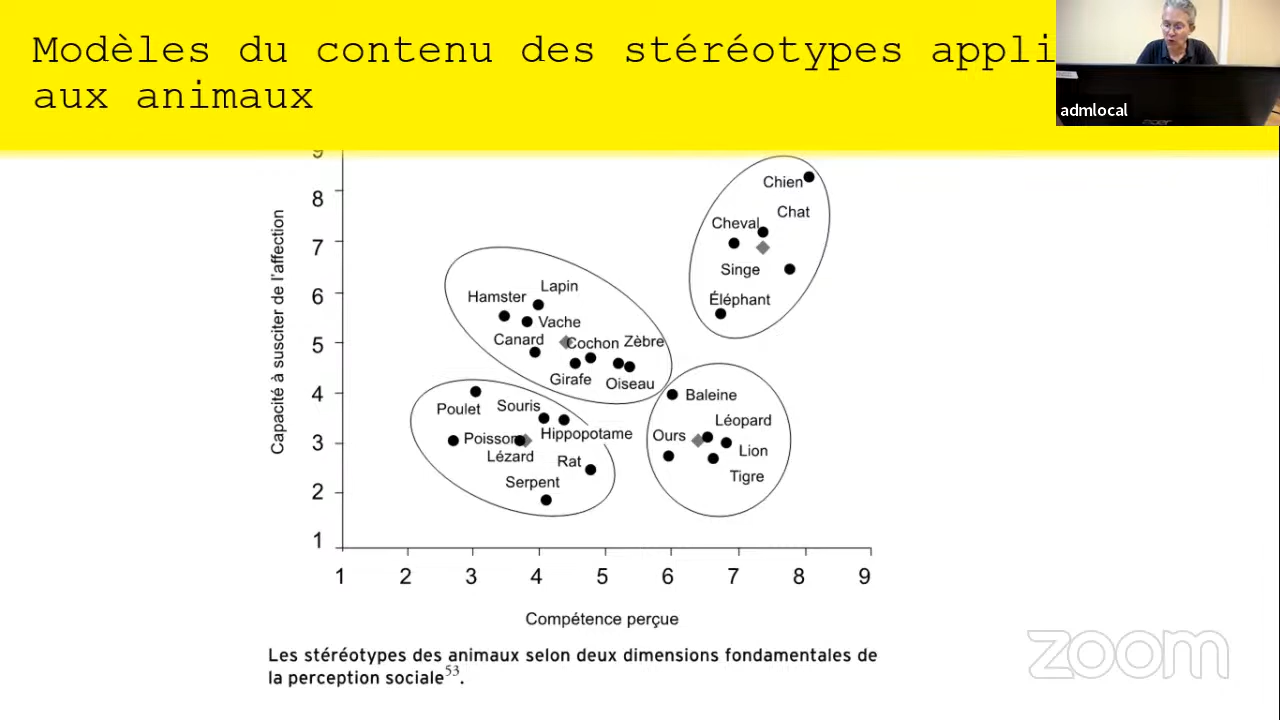 Modèles du contenu des stéréotypes appli
aux animaux
admlocal
acer
Capacité à susciter de l'affection
9
8
7
6
5
4
3
2
1
Chien
Chat
Cheval
Singe
Éléphant
Lapin
Hamster
Vache
Canard
Cochon Zèbre
Girafe
Oiseau
Baleine
Léopard
Ours
Lion
Tigre
Poulet
Souris
Hippopotame
Poisson
Lézard
Rat
Serpent
1 2 3 4 5 6 7 8 9
Compétence perçue
Les stéréotypes des animaux selon deux dimensions fondamentales de
la perception sociale53.
zoom